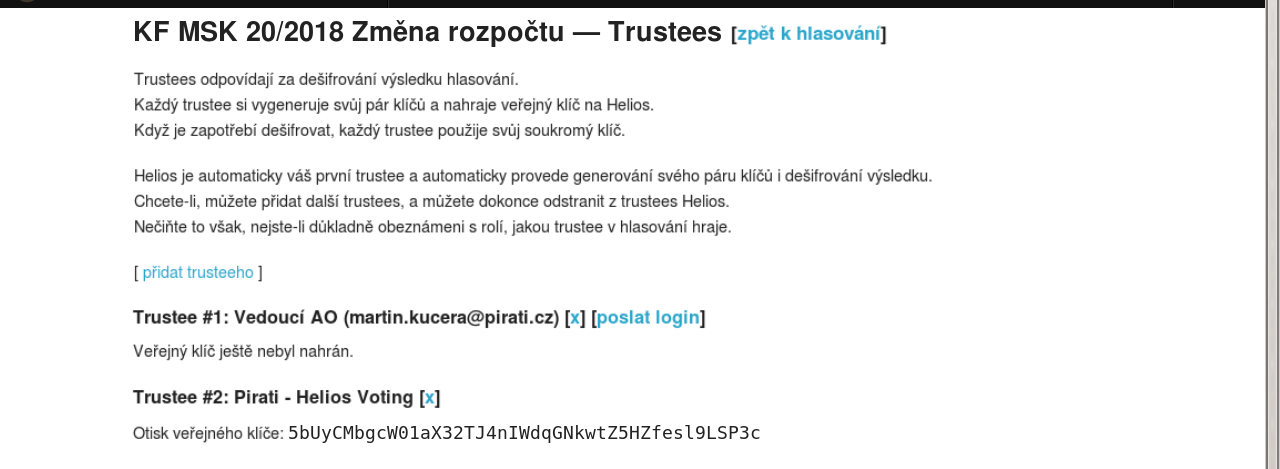 KF MSK 20/2018 Změna rozpočtu — Trustees [zpět k hlasování]
Trustees odpovídají za dešifrování výsledku hlasování.
Každý trustee si vygeneruje svůj pár klíčů a nahraje veřejný klíč na Helios.
Když je zapotřebí dešifrovat, každý trustee použije svůj soukromý klíč.
Helios je automaticky váš první trustee a automaticky provede generování svého páru klíčů i dešifrování výsledku.
Chcete-li, můžete přidat další trustees, a můžete dokonce odstranit z trustees Helios.
Nečiňte to však, nejste-li důkladně obeznámeni s rolí, jakou trustee v hlasování hraje.
[ přidat trusteeho ]
Trustee #1: Vedoucí AO (martin.kucera@pirati.cz) [x] [poslat login]
Veřejný klíč ještě nebyl nahrán.
Trustee #2: Pirati - Helios Voting [x]
Otisk veřejného klíče: 5bUyCMbgcW01aX32TJ4nIWdqGNkwtZ5HZfesl9LSP3c